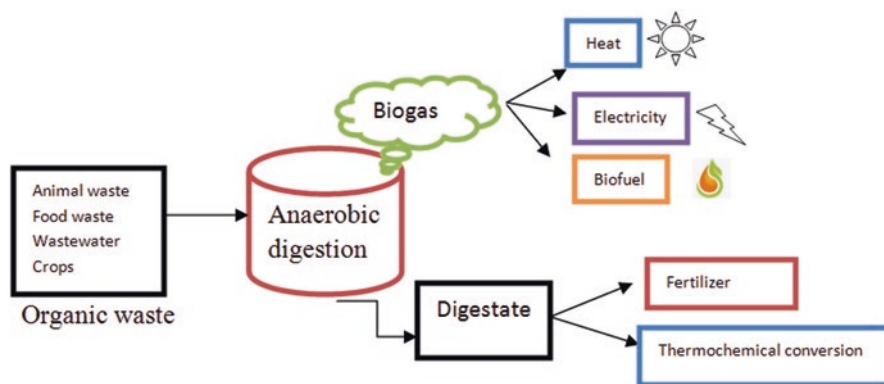 Animal waste
Food waste
Wastewater
Crops
Organic waste
Anaerobic
digestion
Biogas
Heat
Electricity
Biofuel
Digestate
Fertilizer
Thermochemical conversion